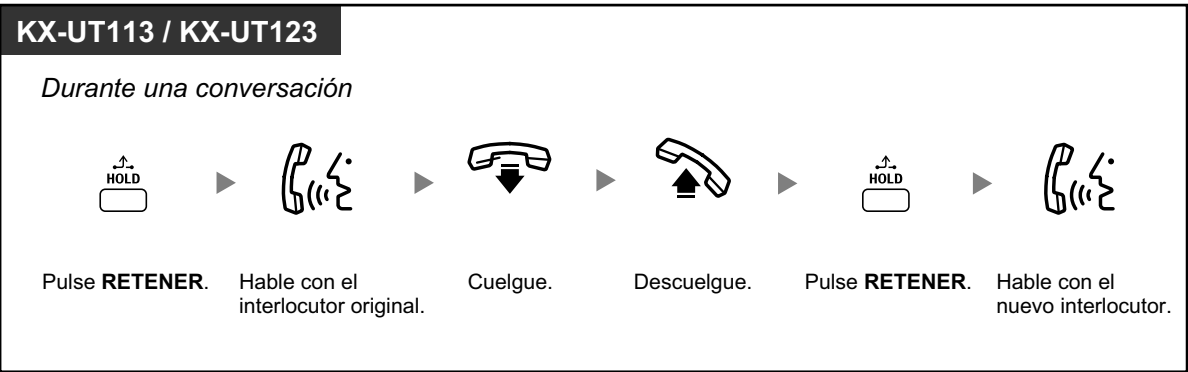 KX-UT113 / KX-UT123
Durante una conversación
HOLD
HOLD
Pulse RETENER.
Hable con el
interlocutor original.
Cuelgue.
Descuelgue.
Pulse RETENER.
Hable con el
nuevo interlocutor.